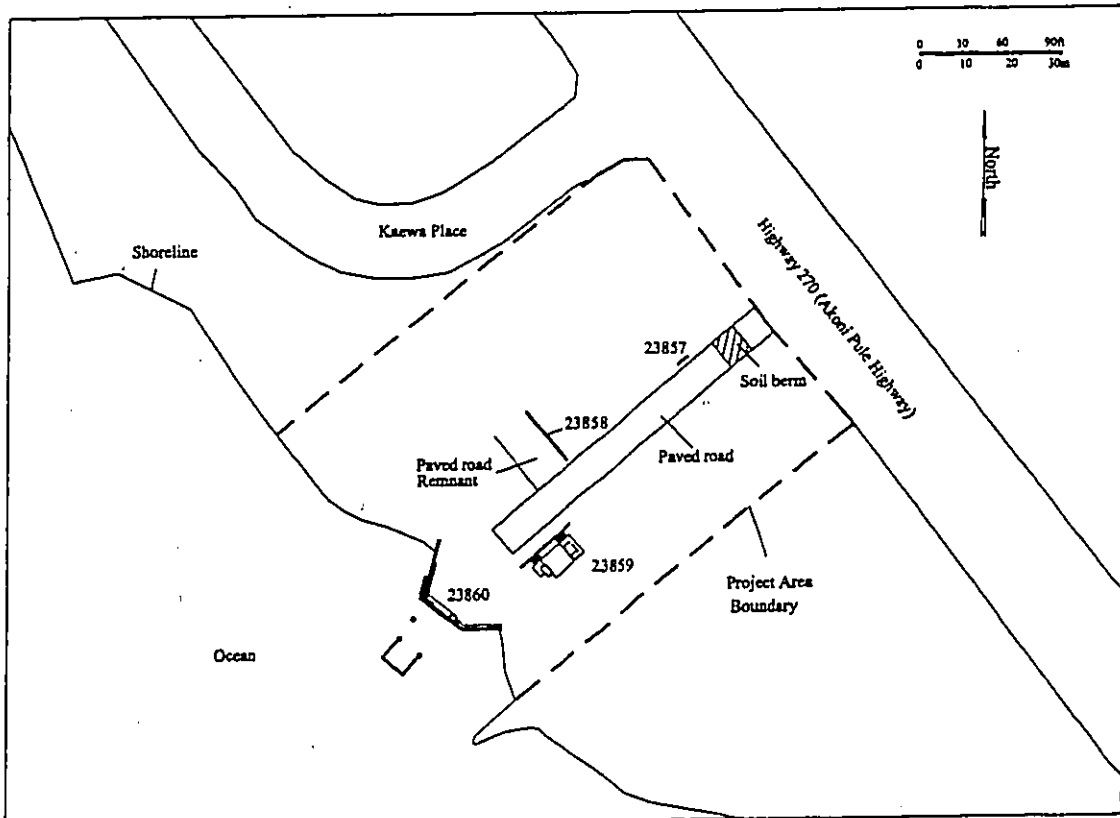 0 30 60 90ft
0 10 20 30m
North
Kaewa Place
Shoreline
Highway 270 (Akoni Pule Highway)
23857
Soil berm
23858
Paved road
Remnant
Paved road
23859
23860
Project Area
Boundary
Ocean